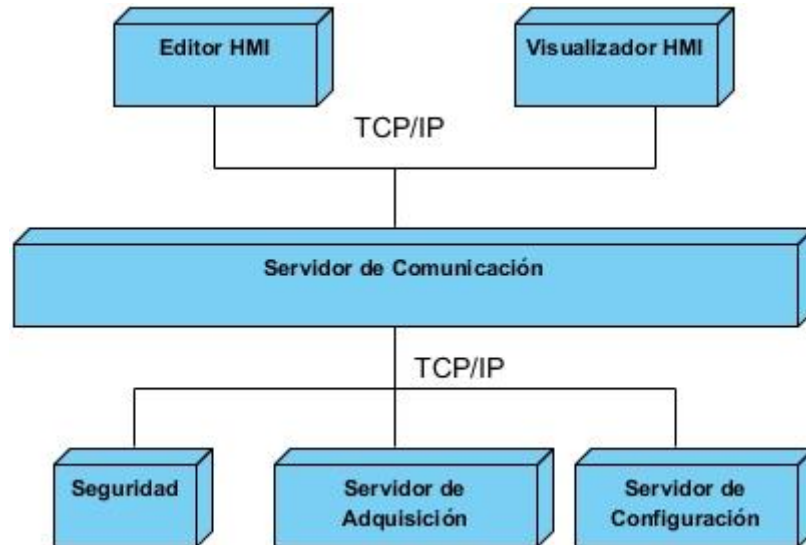 Editor HMI
Visualizador HMI
TCP/IP
Servidor de Comunicación
TCP/IP
Seguridad
Servidor de
Adquisición
Servidor de
Configuración